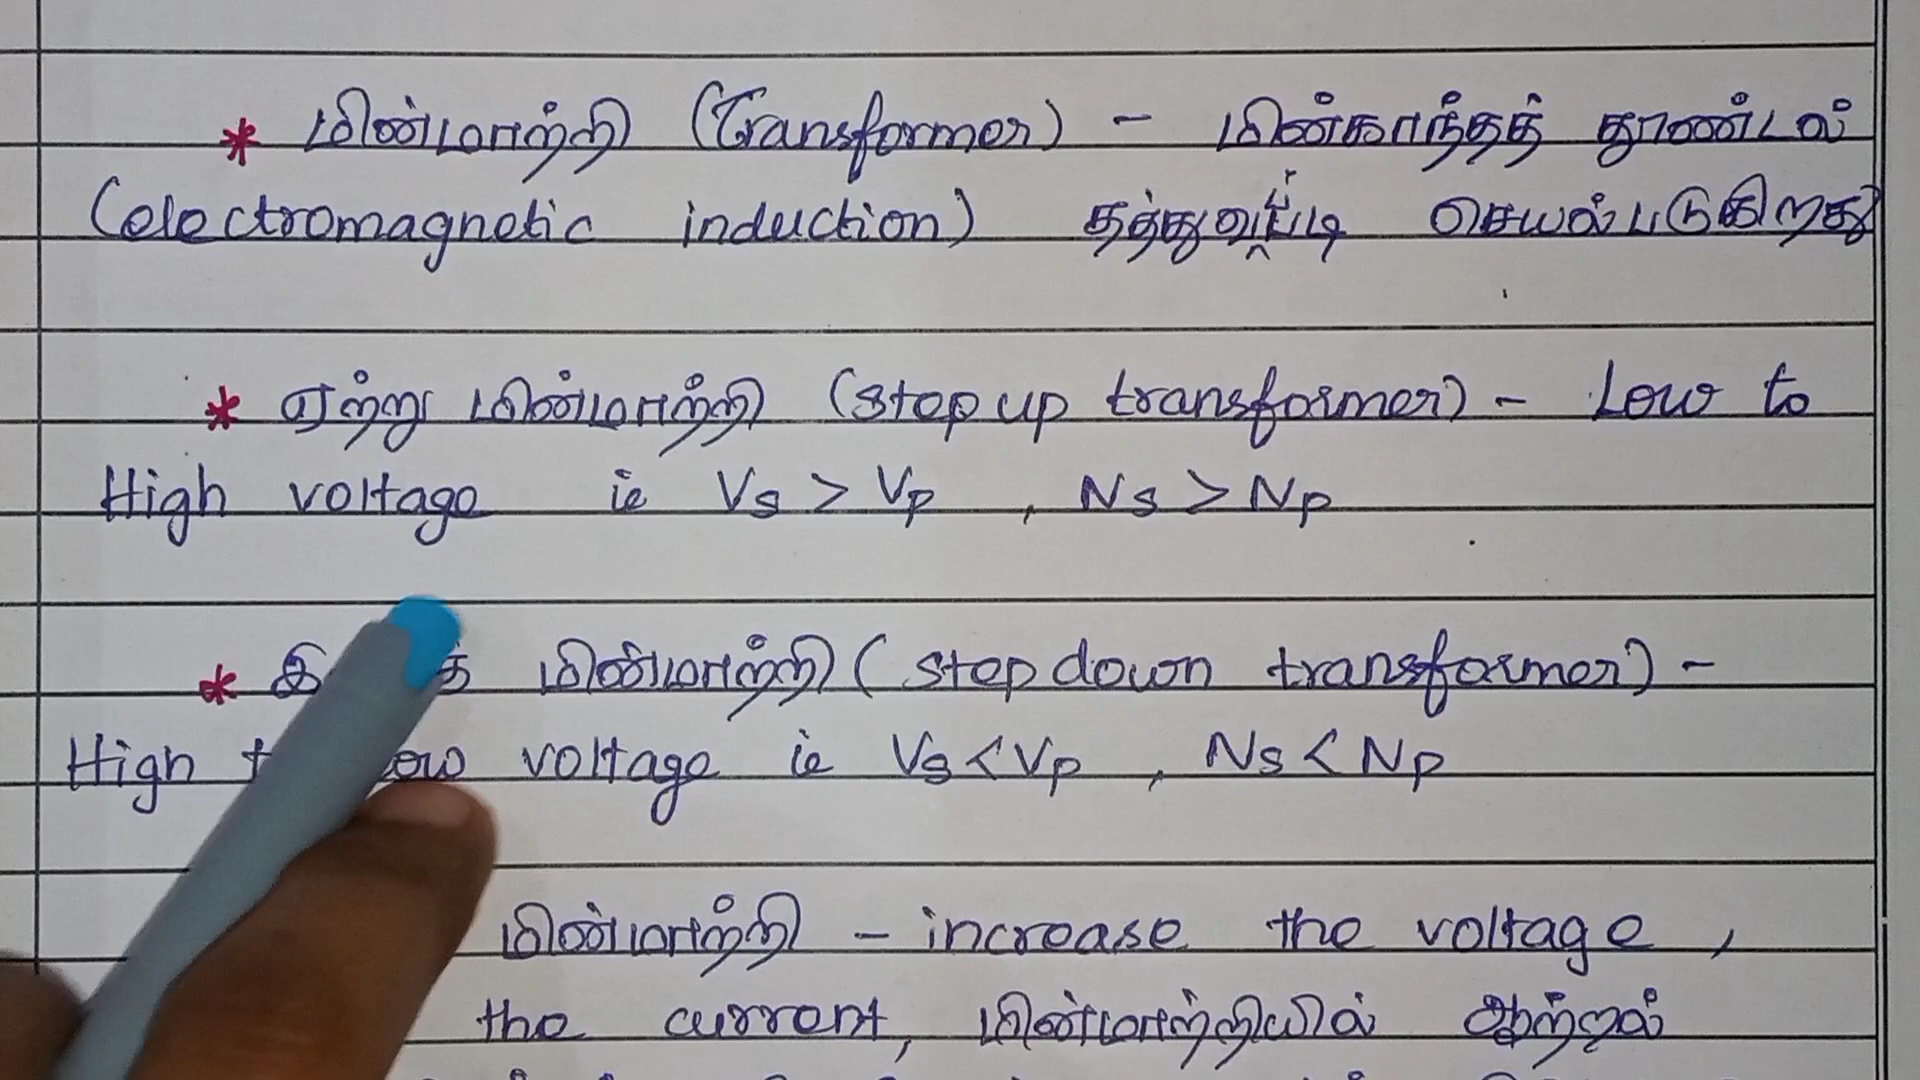 * மின்மாற்றி (Transformer) - மின்காந்தத் தூண்டல்
(electromagnetic induction) தத்துவப்படி செயல்படுகிறது
* ஏற்று மின்மாற்றி (step up transformer) - Low to
High voltage ie Vs > Vp , Ns > Np
* மின்மாற்றி (step down transformer) -
High voltage ie Vs < Vp , Ns < Np
மின்மாற்றி - increase the voltage ,
the current, மின்மாற்றியில் ஆற்றல்